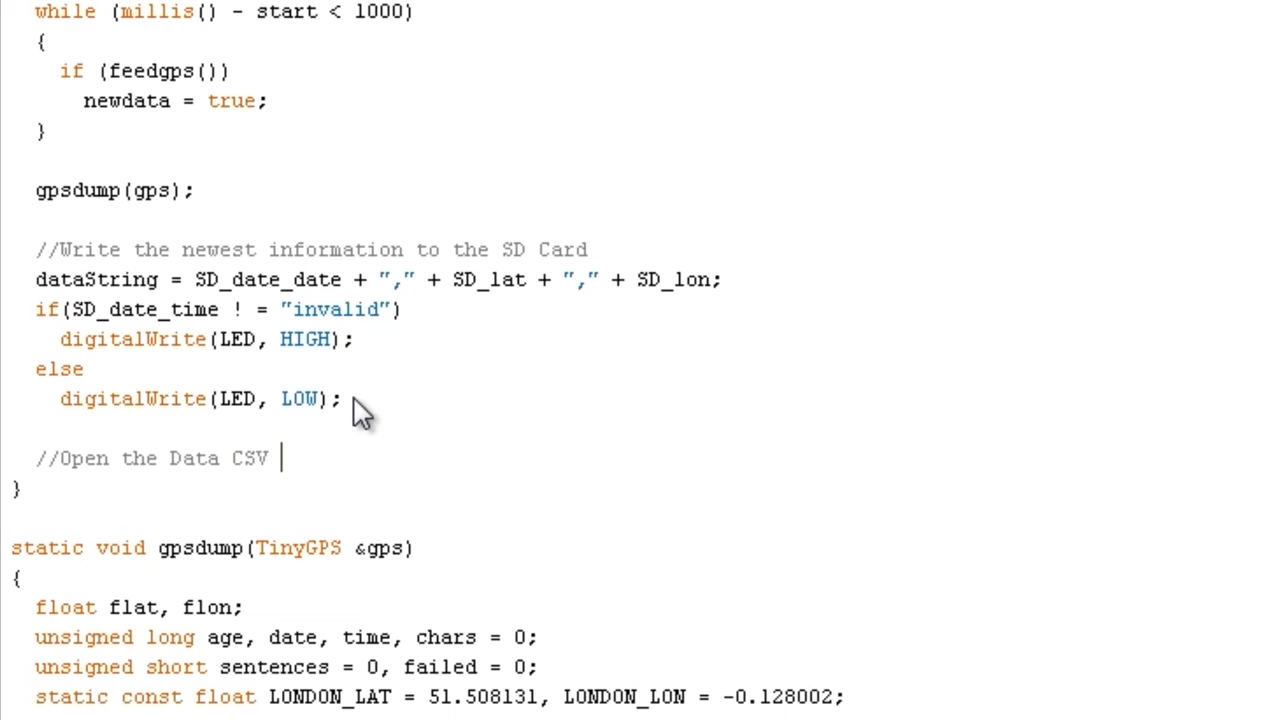 while (millis() - start < 1000)
{
if (feedgps())
newdata = true;
}
gpsdump(gps);
//Write the newest information to the SD Card
dataString = SD_date_date + "," + SD_lat + "," + SD_lon;
if(SD_date_time ! = "invalid")
digitalWrite(LED, HIGH);
else
digitalWrite(LED, LOW);
//Open the Data CSV
}
static void gpsdump(TinyGPS &gps)
{
float flat, flon;
unsigned long age, date, time, chars = 0;
unsigned short sentences = 0, failed = 0;
static const float LONDON_LAT = 51.508131, LONDON_LON = -0.128002;